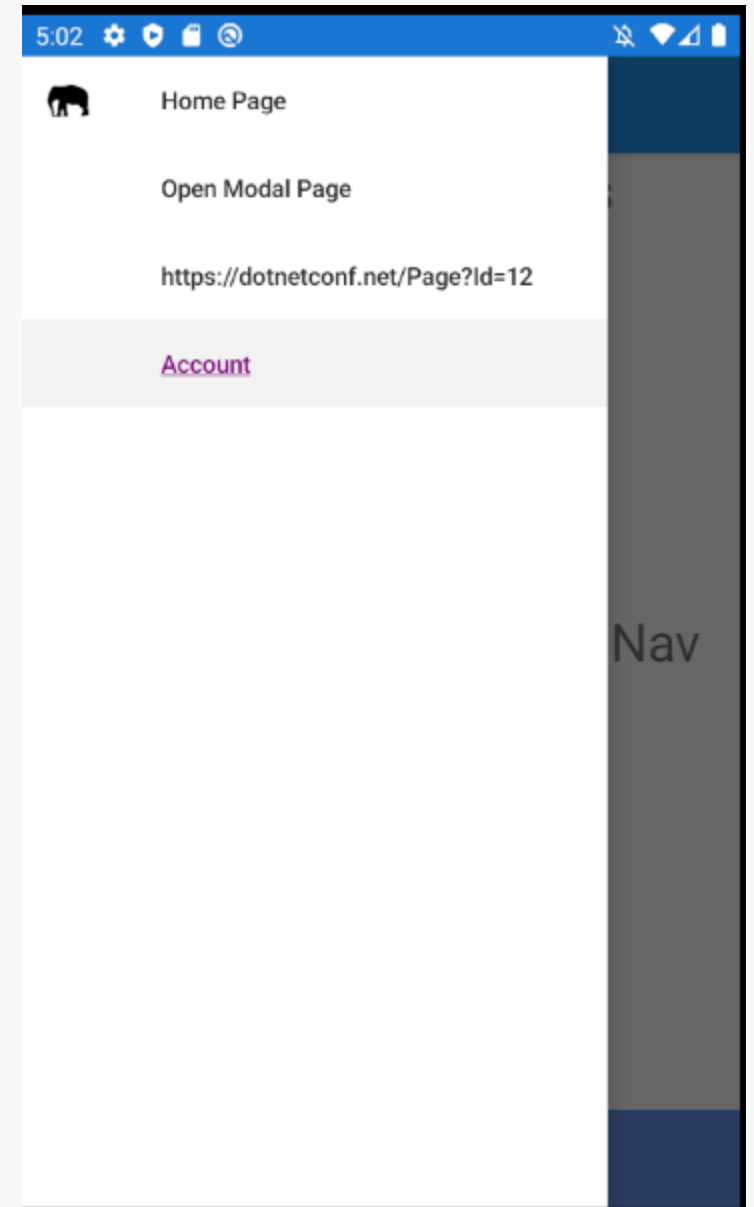 5:02
Home Page
Open Modal Page
https://dotnetconf.net/Page?Id=12
Account
Nav